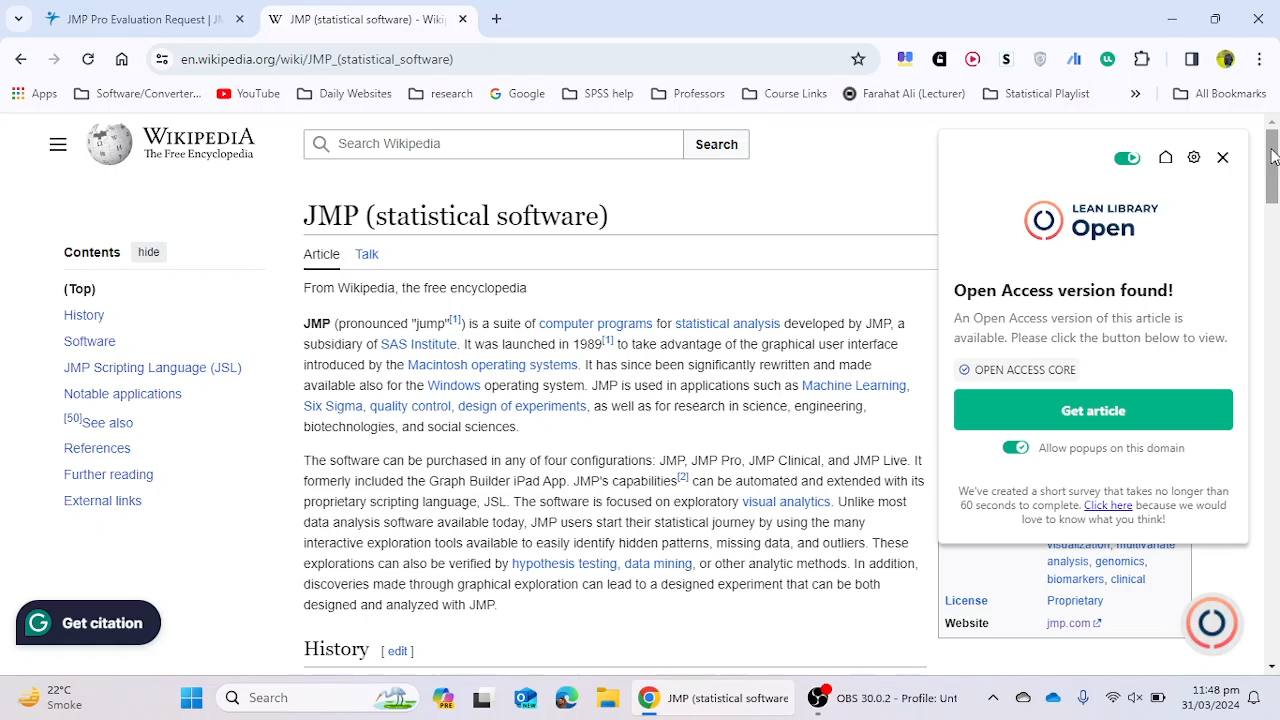 JMP Pro Evaluation Request | JM
JMP (statistical software) - Wiki
en.wikipedia.org/wiki/JMP_(statistical_software)
Apps
Software/Converter...
YouTube
Daily Websites
research
Google
SPSS help
Professors
Course Links
Farahat Ali (Lecturer)
Statistical Playlist
»
All Bookmarks
WIKIPEDIA
The Free Encyclopedia
Search Wikipedia
Search
JMP (statistical software)
Contents
hide
(Top)
History
Software
JMP Scripting Language (JSL)
Notable applications
[50]See also
References
Further reading
External links
Article
Talk
From Wikipedia, the free encyclopedia
JMP (pronounced "jump"[1]) is a suite of computer programs for statistical analysis developed by JMP, a
subsidiary of SAS Institute. It was launched in 1989[1] to take advantage of the graphical user interface
introduced by the Macintosh operating systems. It has since been significantly rewritten and made
available also for the Windows operating system. JMP is used in applications such as Machine Learning,
Six Sigma, quality control, design of experiments, as well as for research in science, engineering,
biotechnologies, and social sciences.
The software can be purchased in any of four configurations: JMP, JMP Pro, JMP Clinical, and JMP Live. It
formerly included the Graph Builder iPad App. JMP's capabilities[2] can be automated and extended with its
proprietary scripting language, JSL. The software is focused on exploratory visual analytics. Unlike most
data analysis software available today, JMP users start their statistical journey by using the many
interactive exploration tools available to easily identify hidden patterns, missing data, and outliers. These
explorations can also be verified by hypothesis testing, data mining, or other analytic methods. In addition,
discoveries made through graphical exploration can lead to a designed experiment that can be both
designed and analyzed with JMP.
History [ edit ]
LEAN LIBRARY
Open
Open Access version found!
An Open Access version of this article is
available. Please click the button below to view.
OPEN ACCESS CORE
Get article
Allow popups on this domain
We've created a short survey that takes no longer than
60 seconds to complete. Click here because we would
love to know what you think!
visualization, multivariate
analysis, genomics,
biomarkers, clinical
License
Proprietary
Website
jmp.com
Get citation
22°C
Smoke
Search
PRE
NEW
JMP (statistical software
OBS 30.0.2 - Profile: Unt
11:48 pm
31/03/2024